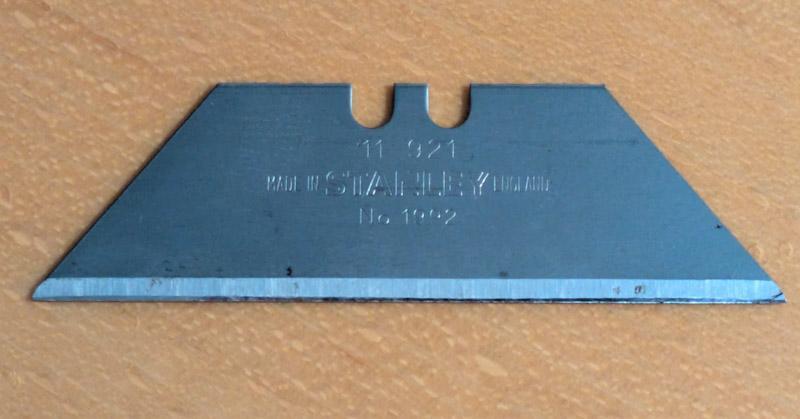 11 921
MADE IN STANLEY ENGLAND
No 1992